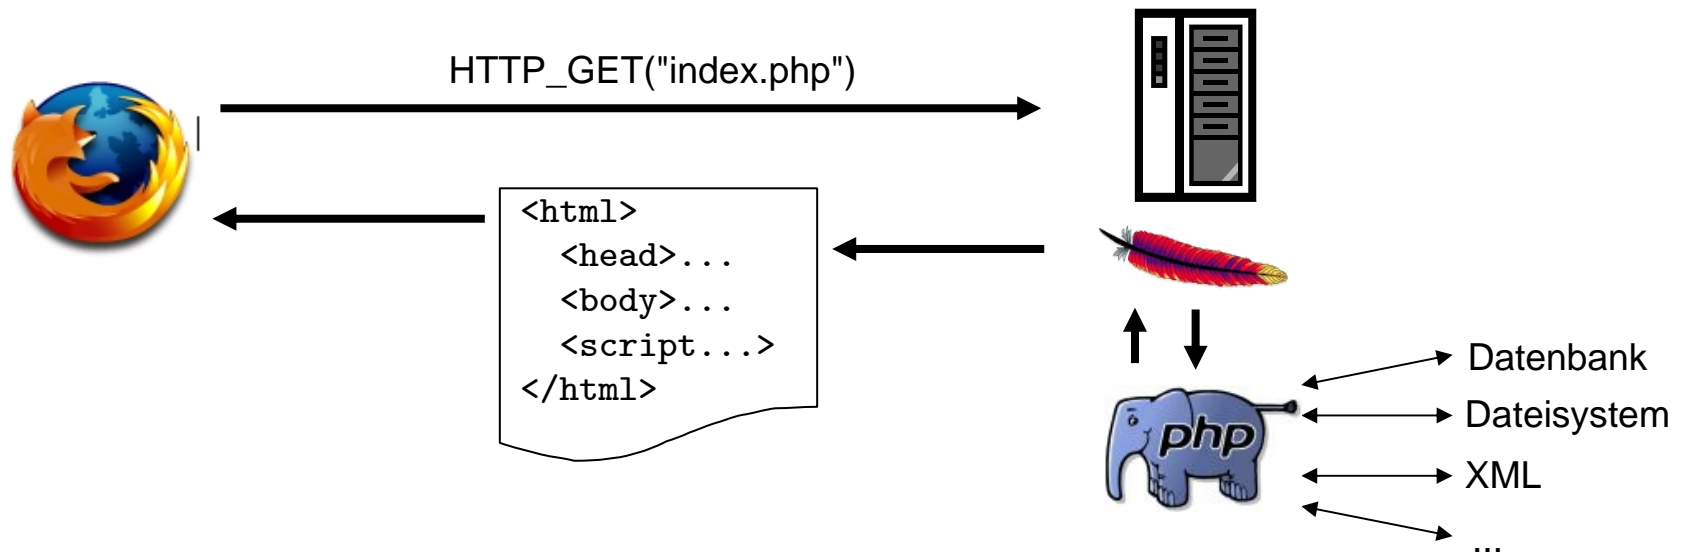 HTTP_GET("index.php")
<html>
<head>...
<body>...
<script...>
</html>
php
Datenbank
Dateisystem
XML
...